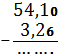 54,10
- 3,26
.........